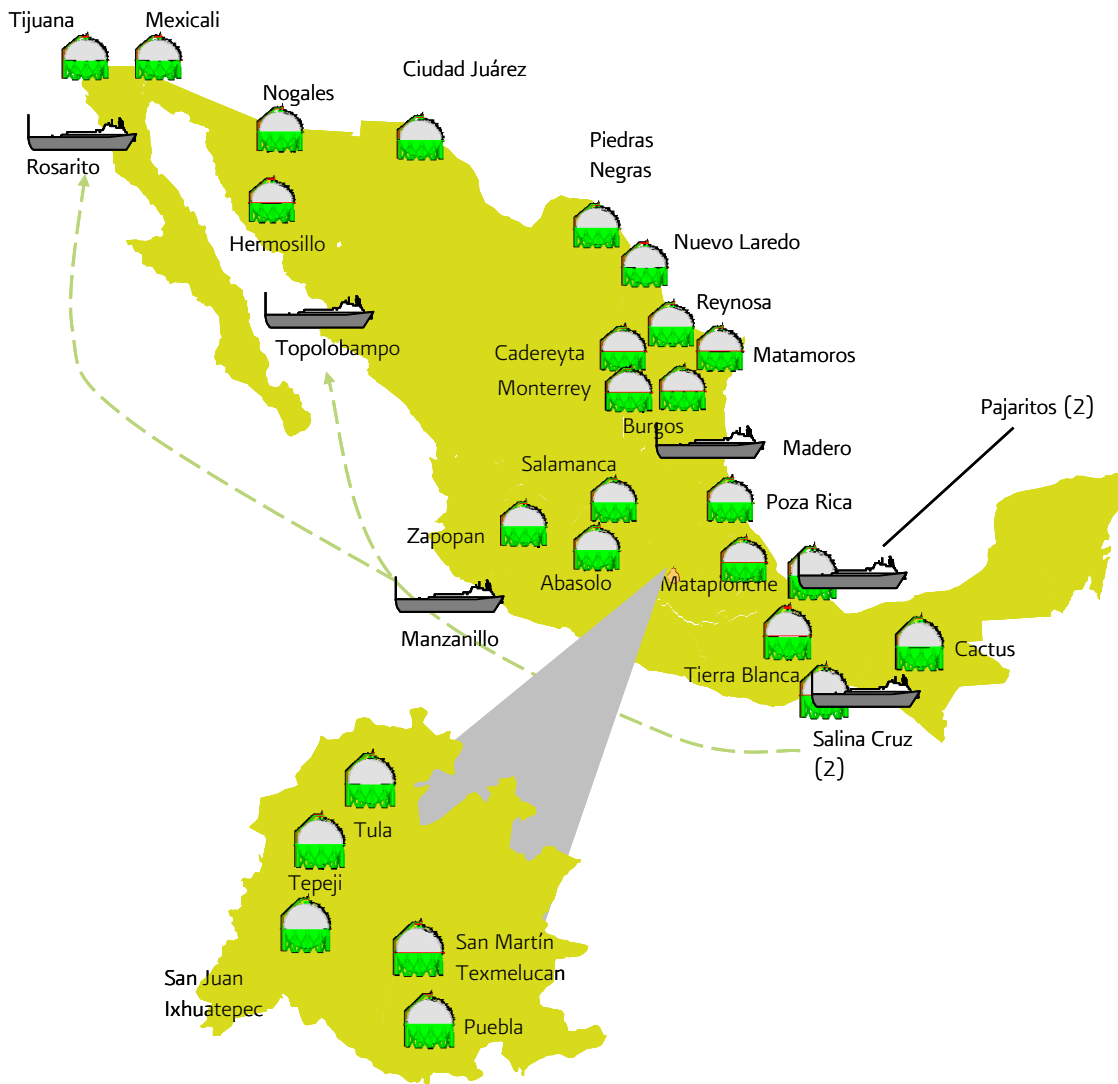 Tijuana
Mexicali
Ciudad Juárez
Nogales
Piedras
Negras
Rosarito
Hermosillo
Nuevo Laredo
Reynosa
Topolobampo
Cadereyta
Matamoros
Monterrey
Burgos
Pajaritos (2)
Madero
Salamanca
Poza Rica
Zapopan
Abasolo
Matapionche
Manzanillo
Tierra Blanca
Cactus
Salina Cruz
(2)
Tula
Tepeji
San Martín
Texmelucan
San Juan
Ixhuatepec
Puebla